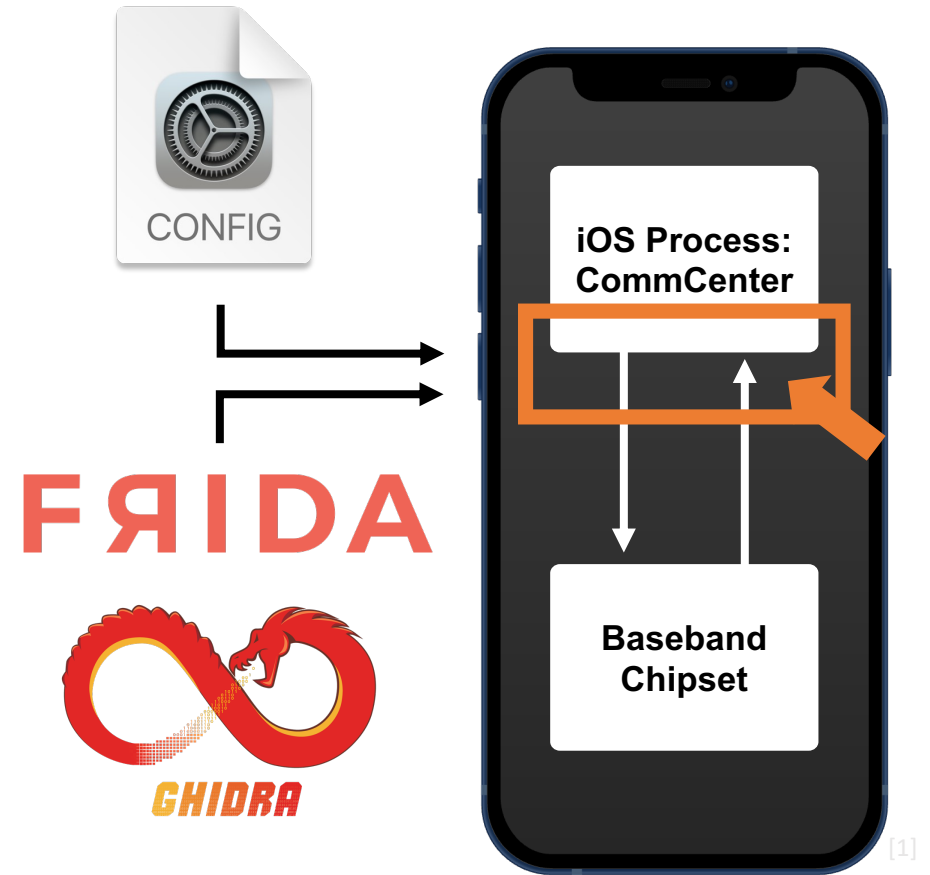 CONFIG
iOS Process:
CommCenter
FЯIDA
Baseband
Chipset
GHIDRA
[1]